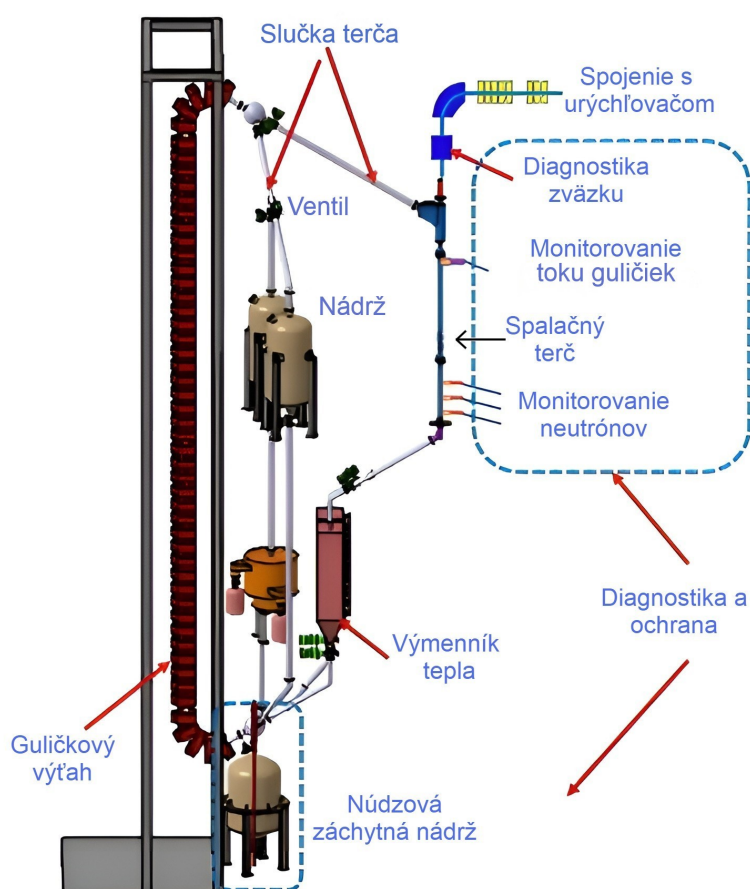 Slučka terča
Spojenie s
urýchľovačom
Diagnostika
zväzku
Ventil
Monitorovanie
toku guličiek
Nádrž
Spalačný
terč
Monitorovanie
neutrónov
Diagnostika a
ochrana
Výmenník
tepla
Guličkový
výťah
Núdzová
záchytná nádrž